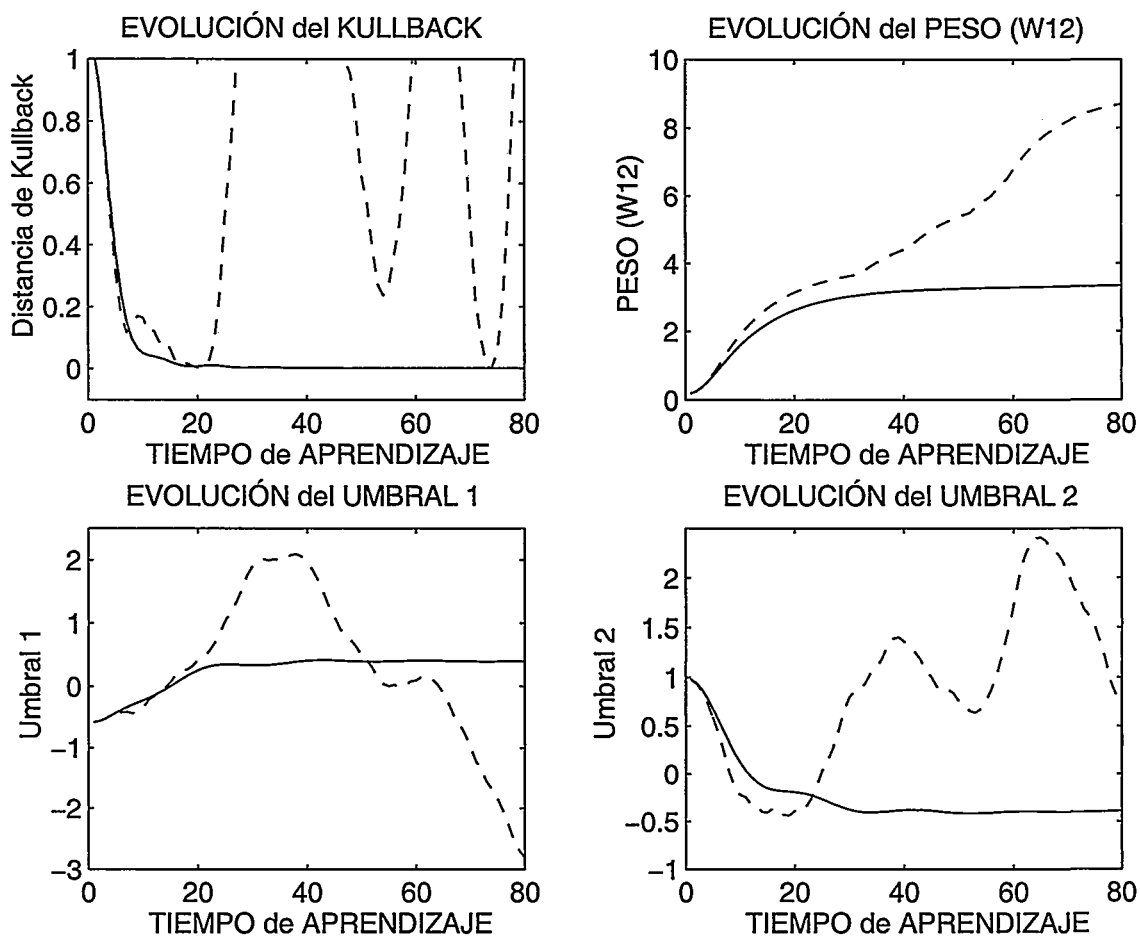 EVOLUCIÓN del KULLBACK
1
0.8
0.6
0.4
0.2
0
Distancia de Kullback
0 20 40 60 80
TIEMPO de APRENDIZAJE
EVOLUCIÓN del PESO (W12)
10
8
6
4
2
0
PESO (W12)
0 20 40 60 80
TIEMPO de APRENDIZAJE
EVOLUCIÓN del UMBRAL 1
2
1
0
−1
−2
−3
Umbral 1
0 20 40 60 80
TIEMPO de APRENDIZAJE
EVOLUCIÓN del UMBRAL 2
2
1.5
1
0.5
0
−0.5
−1
Umbral 2
0 20 40 60 80
TIEMPO de APRENDIZAJE